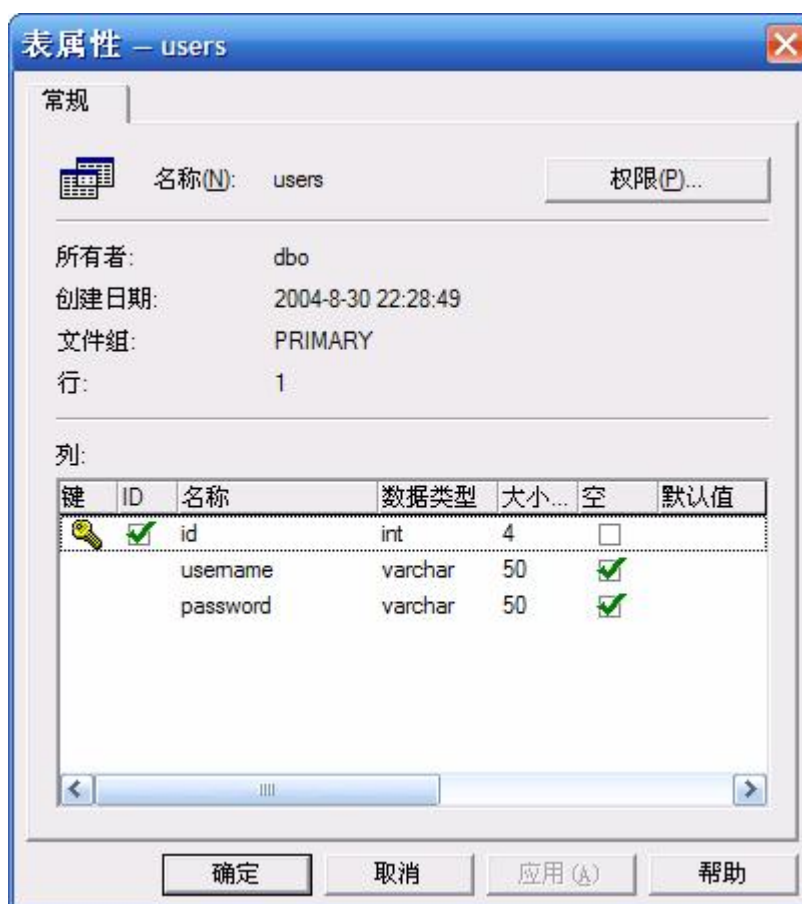 表属性 – users
常规
名称(N): users 权限(P)...
所有者: dbo
创建日期: 2004-8-30 22:28:49
文件组: PRIMARY
行: 1
列:
键 ID 名称 数据类型 大小... 空 默认值
id int 4
username varchar 50
password varchar 50
确定 取消 应用(A) 帮助